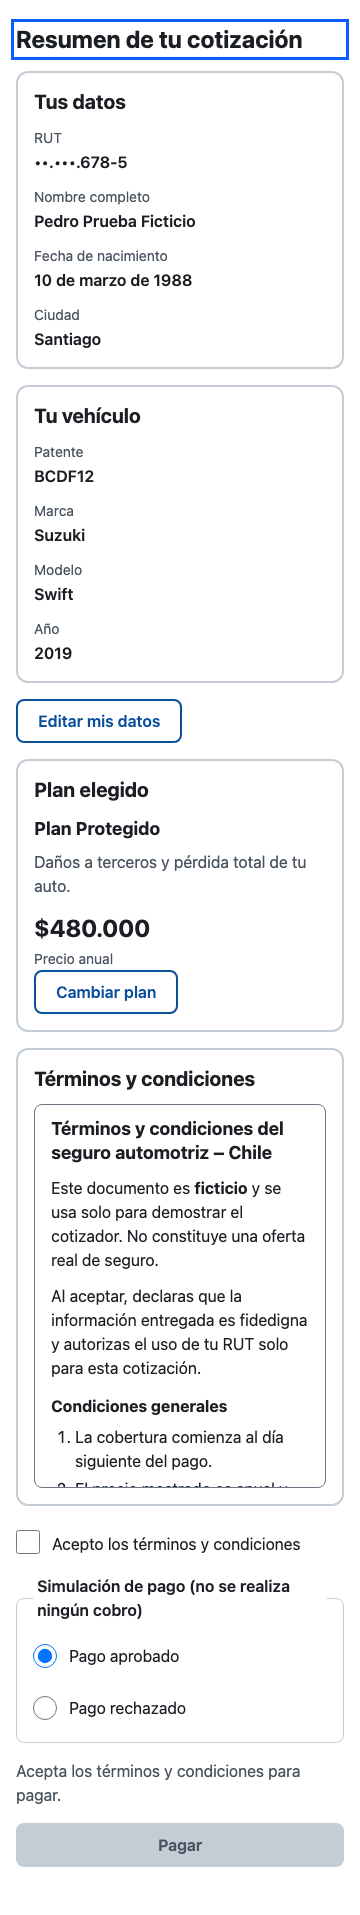 Resumen de tu cotización
Tus datos
RUT
••.•••.678-5
Nombre completo
Pedro Prueba Ficticio
Fecha de nacimiento
10 de marzo de 1988
Ciudad
Santiago
Tu vehículo
Patente
BCDF12
Marca
Suzuki
Modelo
Swift
Año
2019
Editar mis datos
Plan elegido
Plan Protegido
Daños a terceros y pérdida total de tu
auto.
$480.000
Precio anual
Cambiar plan
Términos y condiciones
Términos y condiciones del
seguro automotriz – Chile
Este documento es ficticio y se
usa solo para demostrar el
cotizador. No constituye una oferta
real de seguro.
Al aceptar, declaras que la
información entregada es fidedigna
y autorizas el uso de tu RUT solo
para esta cotización.
Condiciones generales
1. La cobertura comienza al día
siguiente del pago.
2. El precio mostrado es anual y
Acepto los términos y condiciones
Simulación de pago (no se realiza
ningún cobro)
Pago aprobado
Pago rechazado
Acepta los términos y condiciones para
pagar.
Pagar